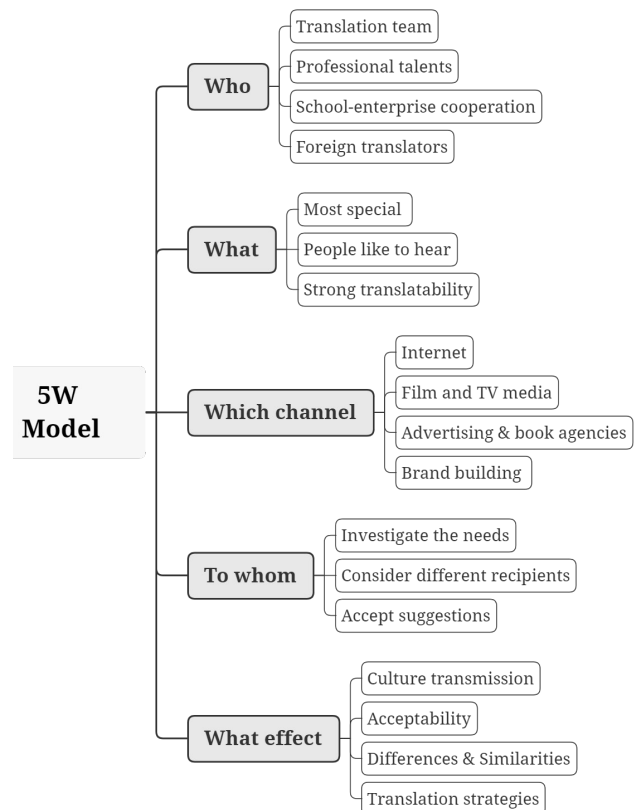 5W
Model
Who
Translation team
Professional talents
School-enterprise cooperation
Foreign translators
What
Most special
People like to hear
Strong translatability
Which channel
Internet
Film and TV media
Advertising & book agencies
Brand building
To whom
Investigate the needs
Consider different recipients
Accept suggestions
What effect
Culture transmission
Acceptability
Differences & Similarities
Translation strategies